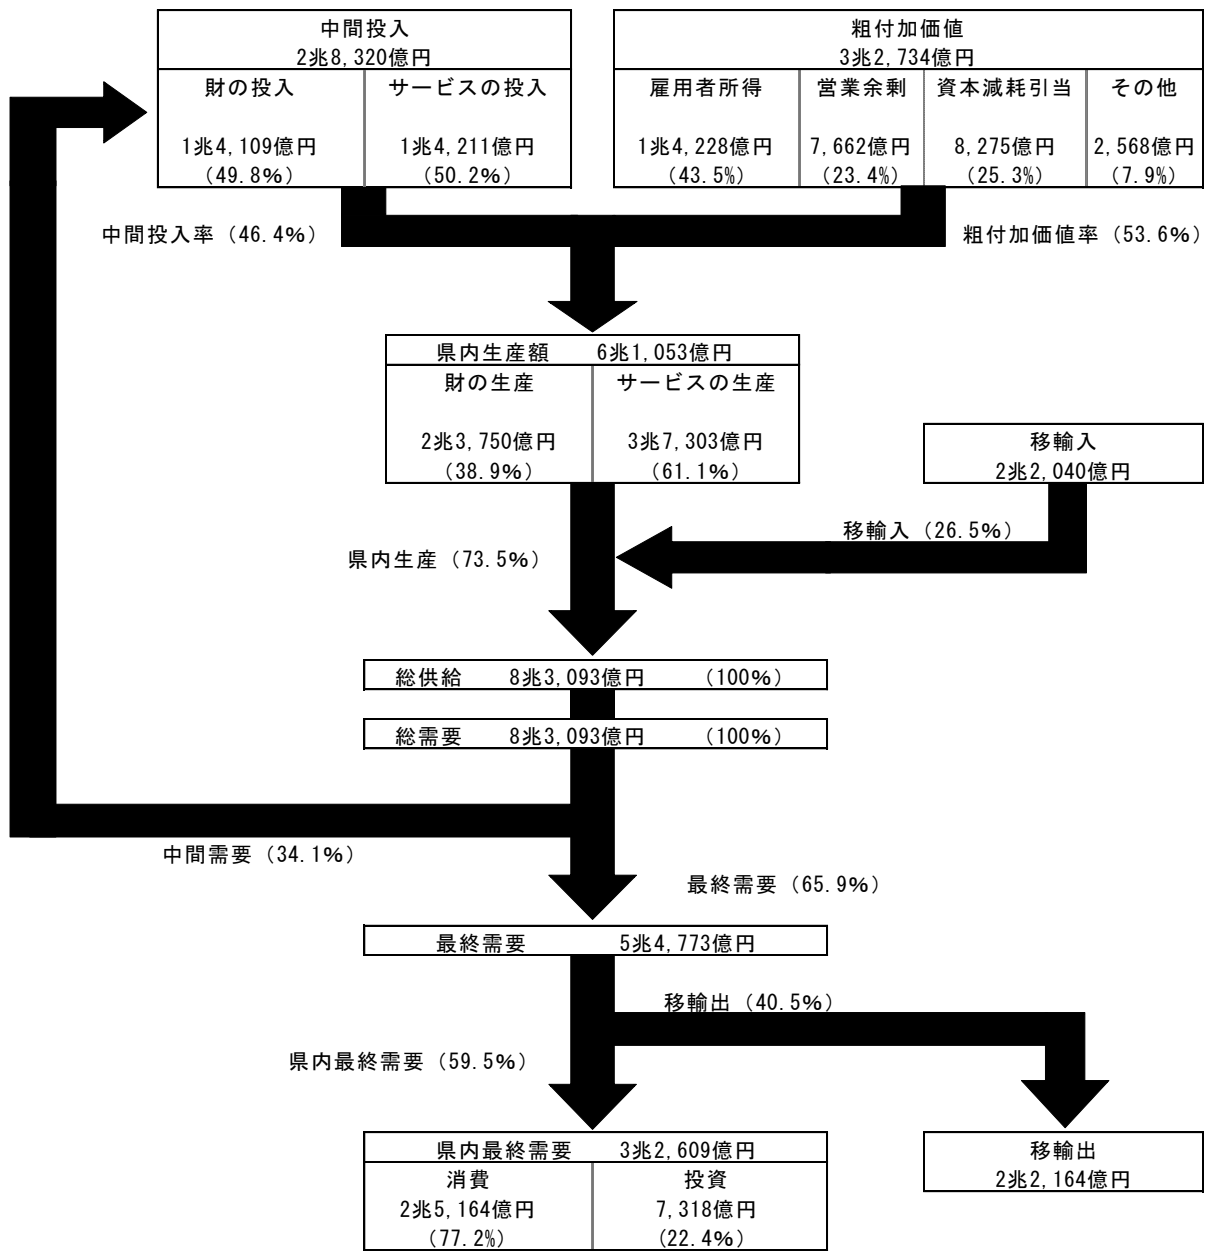 中間投入
2兆8,320億円
財の投入
サービスの投入
1兆4,109億円
1兆4,211億円
(49.8%)
(50.2%)
粗付加価値
3兆2,734億円
雇用者所得
営業余剰
資本減耗引当
その他
1兆4,228億円
7,662億円
8,275億円
2,568億円
(43.5%)
(23.4%)
(25.3%)
(7.9%)
中間投入率(46.4%)
粗付加価値率(53.6%)
県内生産額 6兆1,053億円
財の生産
サービスの生産
2兆3,750億円
3兆7,303億円
(38.9%)
(61.1%)
移輸入
2兆2,040億円
移輸入(26.5%)
県内生産(73.5%)
総供給 8兆3,093億円 (100%)
総需要 8兆3,093億円 (100%)
中間需要(34.1%)
最終需要(65.9%)
最終需要 5兆4,773億円
移輸出(40.5%)
県内最終需要(59.5%)
県内最終需要 3兆2,609億円
消費
投資
2兆5,164億円
7,318億円
(77.2%)
(22.4%)
移輸出
2兆2,164億円